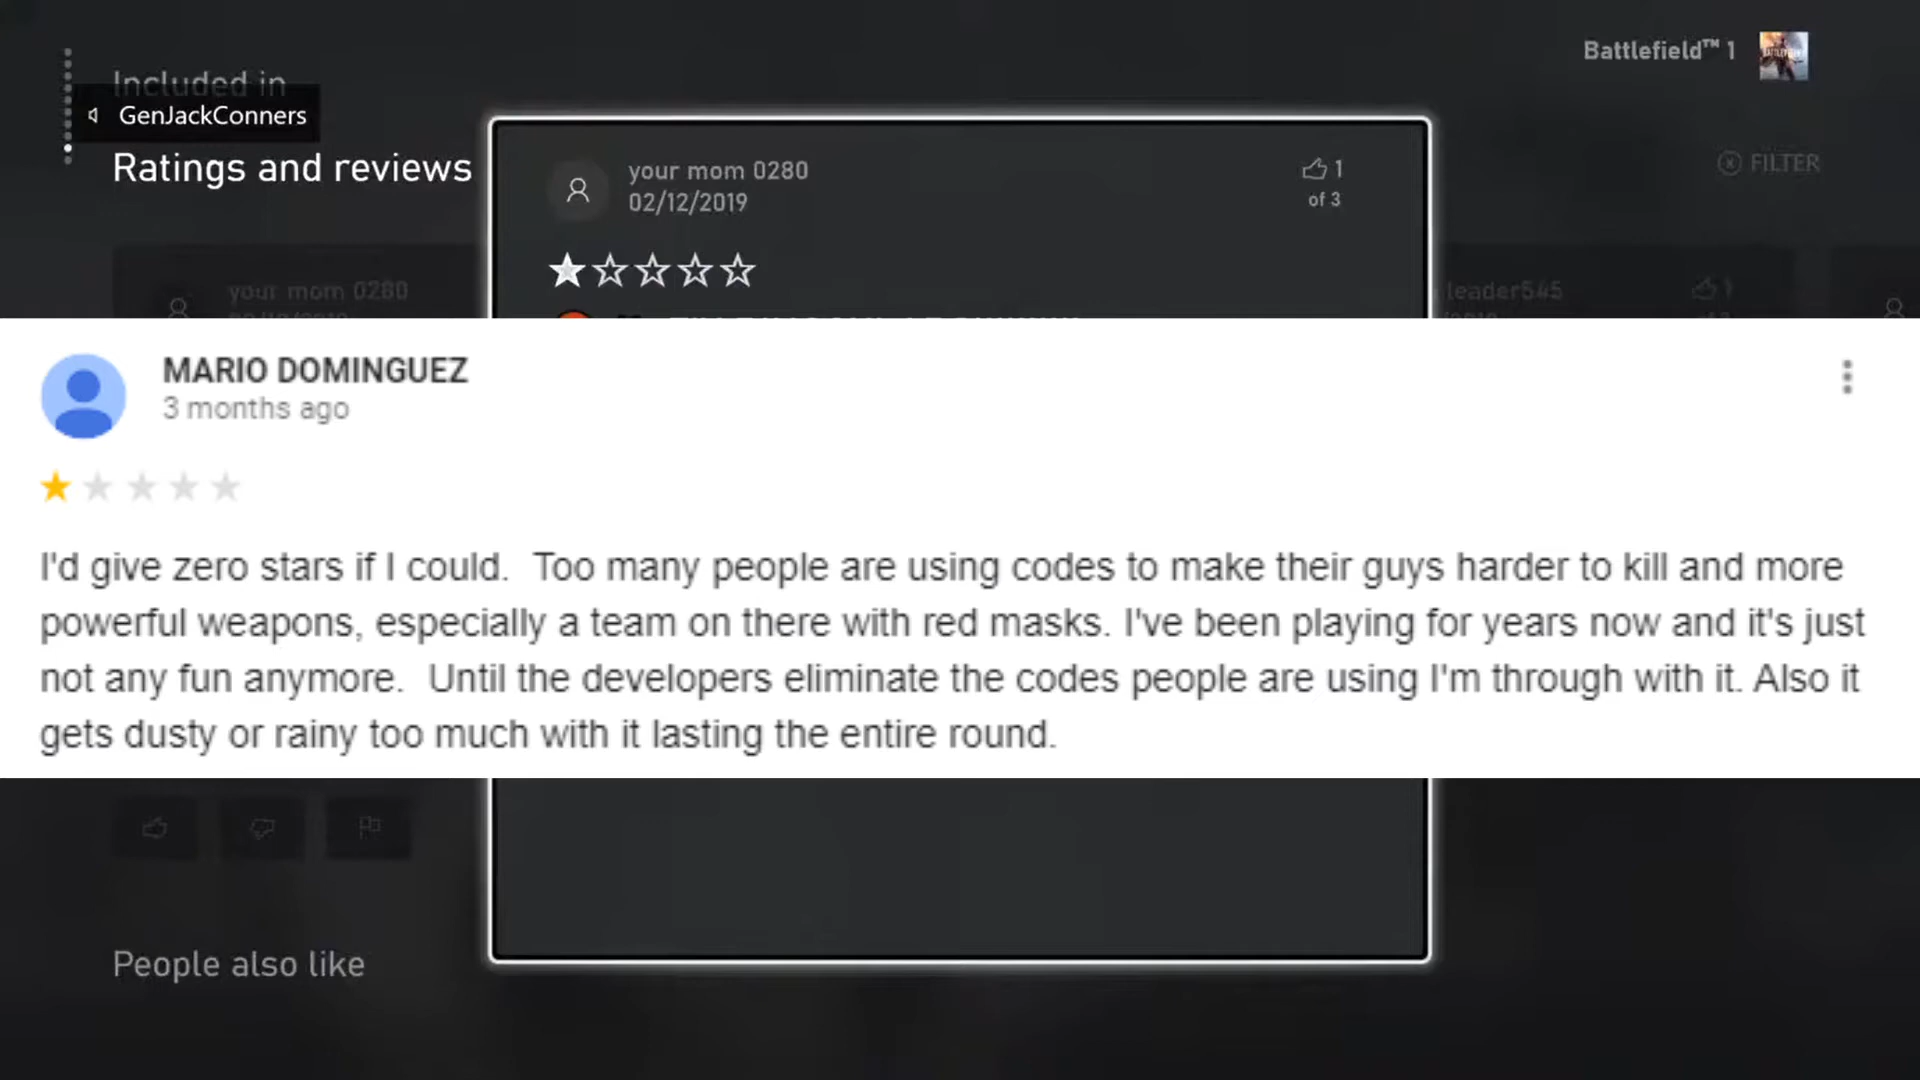 Battlefield™ 1
Included in
GenJackConners
Ratings and reviews
FILTER
your mom 0280
02/12/2019
1
of 3
your mom 0280
leader545
1
MARIO DOMINGUEZ
3 months ago
I'd give zero stars if I could.  Too many people are using codes to make their guys harder to kill and more
powerful weapons, especially a team on there with red masks. I've been playing for years now and it's just
not any fun anymore.  Until the developers eliminate the codes people are using I'm through with it. Also it
gets dusty or rainy too much with it lasting the entire round.
People also like